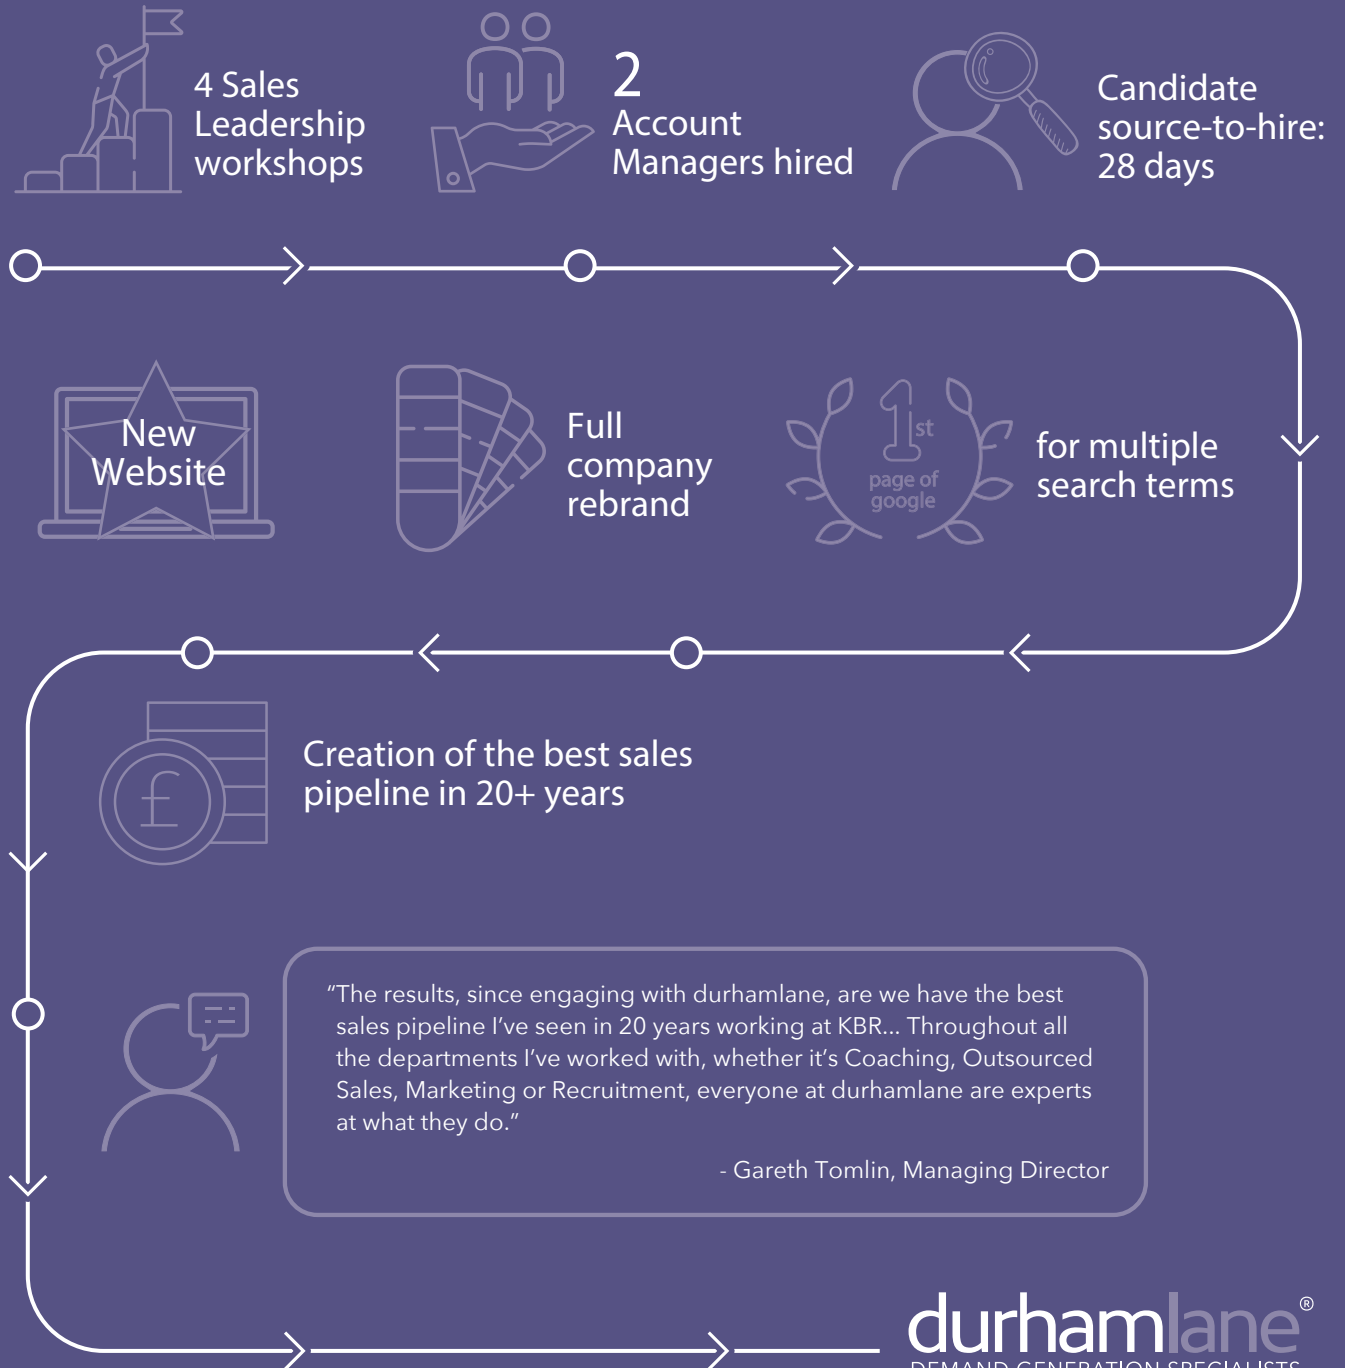 4 Sales
Leadership
workshops
2
Account
Managers hired
Candidate
source-to-hire:
28 days
New
Website
Full
company
rebrand
1st
page of
google
for multiple
search terms
£
Creation of the best sales
pipeline in 20+ years
“The results, since engaging with durhamlane, are we have the best
sales pipeline I’ve seen in 20 years working at KBR... Throughout all
the departments I’ve worked with, whether it’s Coaching, Outsourced
Sales, Marketing or Recruitment, everyone at durhamlane are experts
at what they do.”
- Gareth Tomlin, Managing Director
durhamlane®
DEMAND GENERATION SPECIALISTS